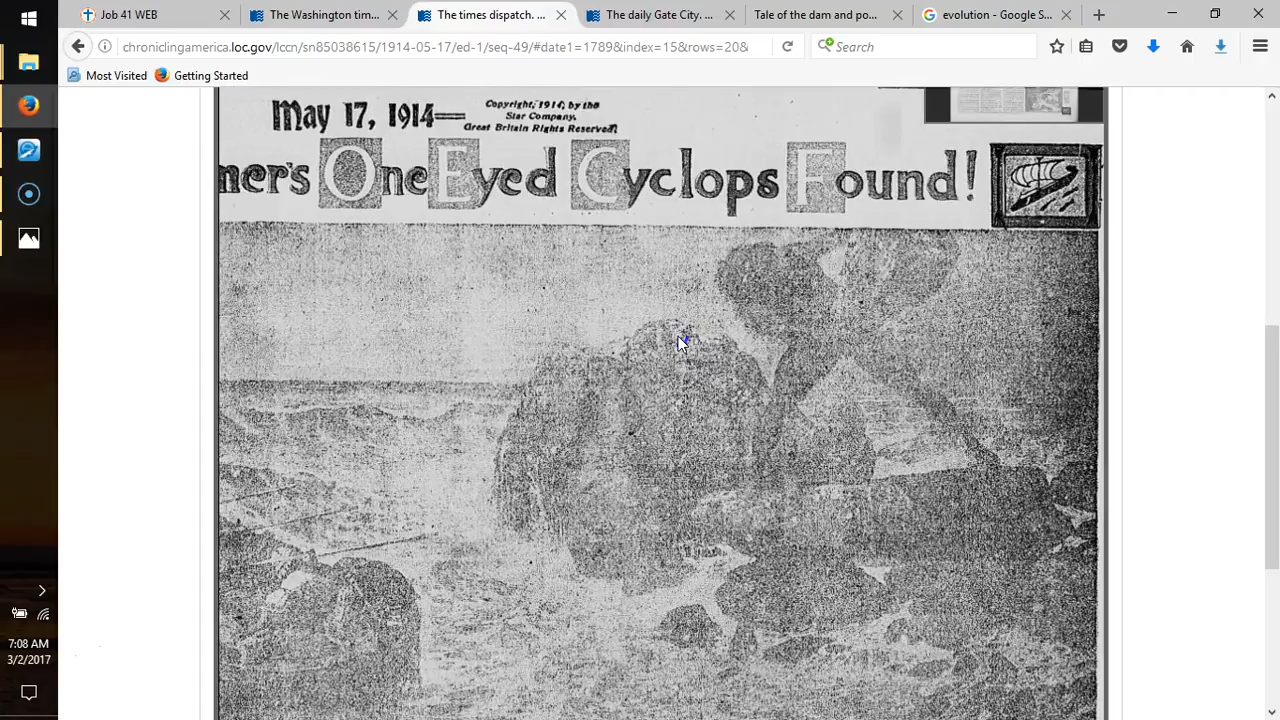 Job 41 WEB
The Washington tim...
The times dispatch. ...
The daily Gate City. ...
Tale of the dam and po...
evolution - Google S...
chroniclingamerica.loc.gov/lccn/sn85038615/1914-05-17/ed-1/seq-49/#date1=1789&index=15&rows=20&
Search
Most Visited
Getting Started
May 17, 1914—
Copyright, 1914, by the
Star Company.
Great Britain Rights Reserved
mer's One Eyed Cyclops Found!
7:08 AM
3/2/2017